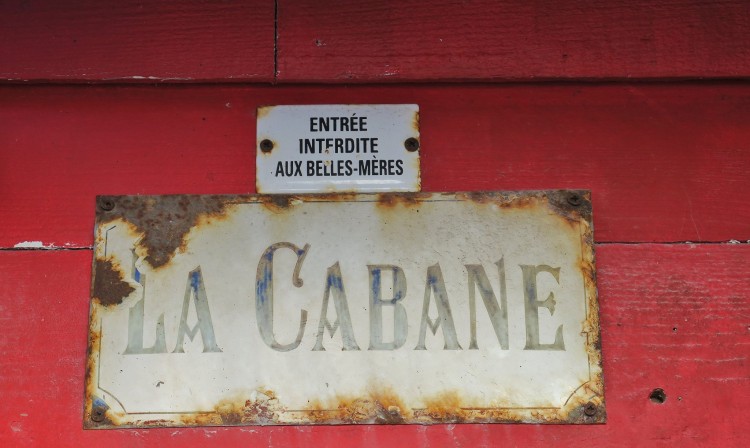 ENTRÉE
INTERDITE
AUX BELLES-MÈRES
LA CABANE